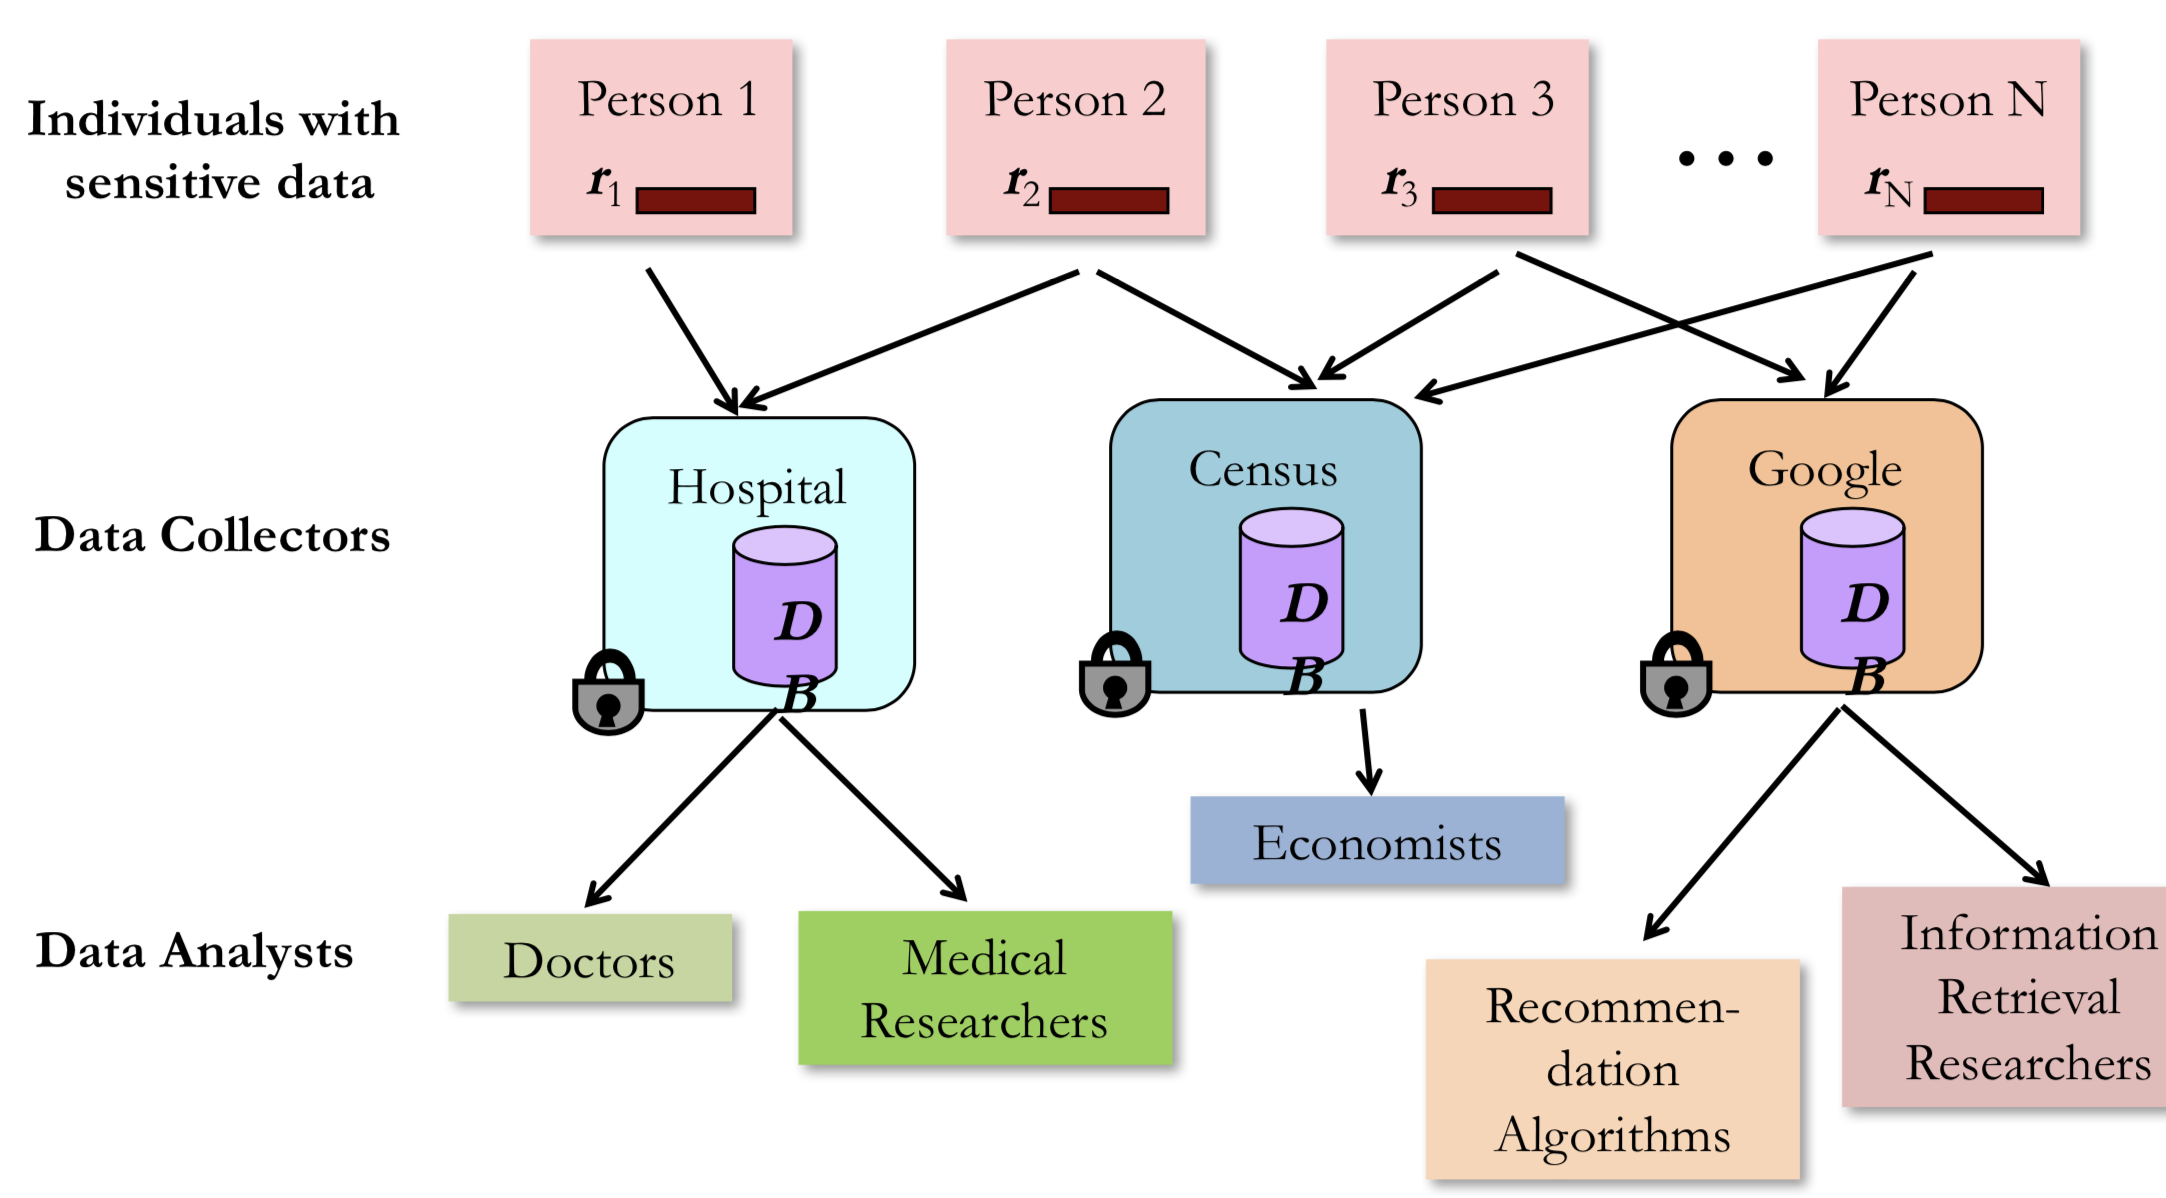 Individuals with
sensitive data
Person 1
r1
Person 2
r2
Person 3
r3
...
Person N
rN
Data Collectors
Hospital
D
B
Census
D
B
Google
D
B
Data Analysts
Doctors
Medical
Researchers
Economists
Recommen-
dation
Algorithms
Information
Retrieval
Researchers